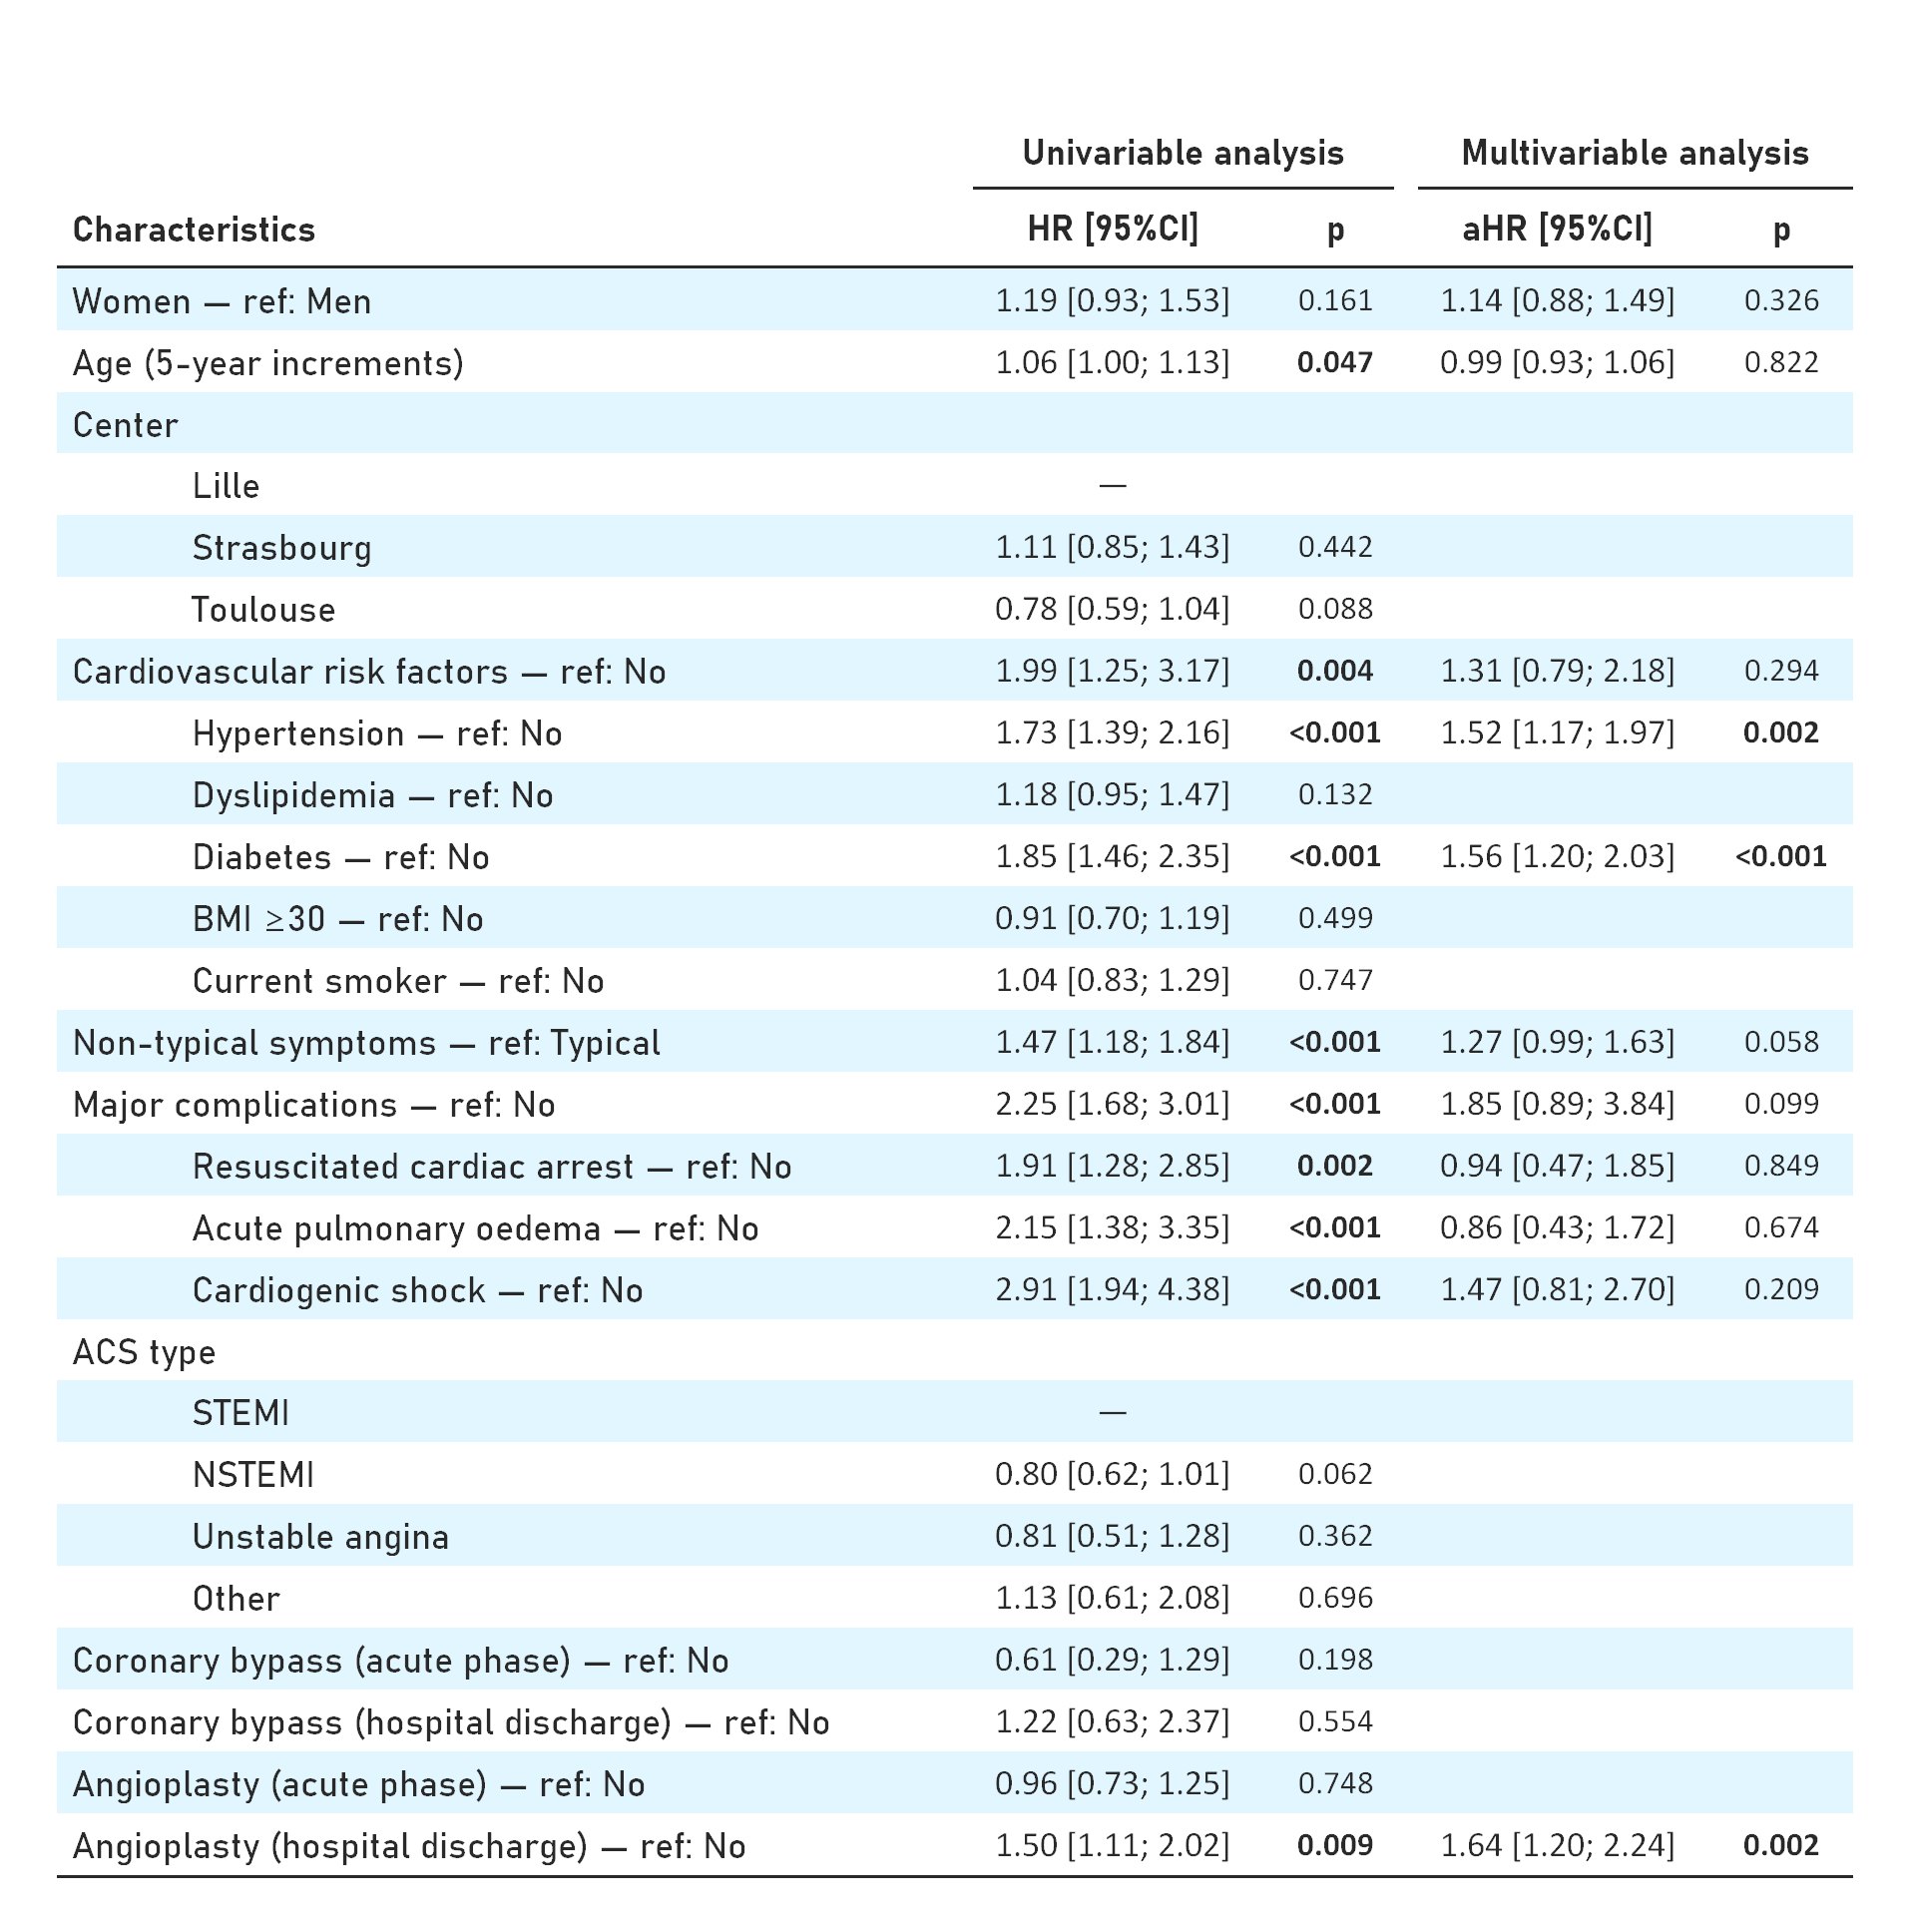 Univariable analysis Multivariable analysis
Characteristics HR [95%CI] p aHR [95%CI] p
Women — ref: Men 1.19 [0.93; 1.53] 0.161 1.14 [0.88; 1.49] 0.326
Age (5-year increments) 1.06 [1.00; 1.13] 0.047 0.99 [0.93; 1.06] 0.822
Center
Lille —
Strasbourg 1.11 [0.85; 1.43] 0.442
Toulouse 0.78 [0.59; 1.04] 0.088
Cardiovascular risk factors — ref: No 1.99 [1.25; 3.17] 0.004 1.31 [0.79; 2.18] 0.294
Hypertension — ref: No 1.73 [1.39; 2.16] <0.001 1.52 [1.17; 1.97] 0.002
Dyslipidemia — ref: No 1.18 [0.95; 1.47] 0.132
Diabetes — ref: No 1.85 [1.46; 2.35] <0.001 1.56 [1.20; 2.03] <0.001
BMI ≥30 — ref: No 0.91 [0.70; 1.19] 0.499
Current smoker — ref: No 1.04 [0.83; 1.29] 0.747
Non-typical symptoms — ref: Typical 1.47 [1.18; 1.84] <0.001 1.27 [0.99; 1.63] 0.058
Major complications — ref: No 2.25 [1.68; 3.01] <0.001 1.85 [0.89; 3.84] 0.099
Resuscitated cardiac arrest — ref: No 1.91 [1.28; 2.85] 0.002 0.94 [0.47; 1.85] 0.849
Acute pulmonary oedema — ref: No 2.15 [1.38; 3.35] <0.001 0.86 [0.43; 1.72] 0.674
Cardiogenic shock — ref: No 2.91 [1.94; 4.38] <0.001 1.47 [0.81; 2.70] 0.209
ACS type
STEMI —
NSTEMI 0.80 [0.62; 1.01] 0.062
Unstable angina 0.81 [0.51; 1.28] 0.362
Other 1.13 [0.61; 2.08] 0.696
Coronary bypass (acute phase) — ref: No 0.61 [0.29; 1.29] 0.198
Coronary bypass (hospital discharge) — ref: No 1.22 [0.63; 2.37] 0.554
Angioplasty (acute phase) — ref: No 0.96 [0.73; 1.25] 0.748
Angioplasty (hospital discharge) — ref: No 1.50 [1.11; 2.02] 0.009 1.64 [1.20; 2.24] 0.002